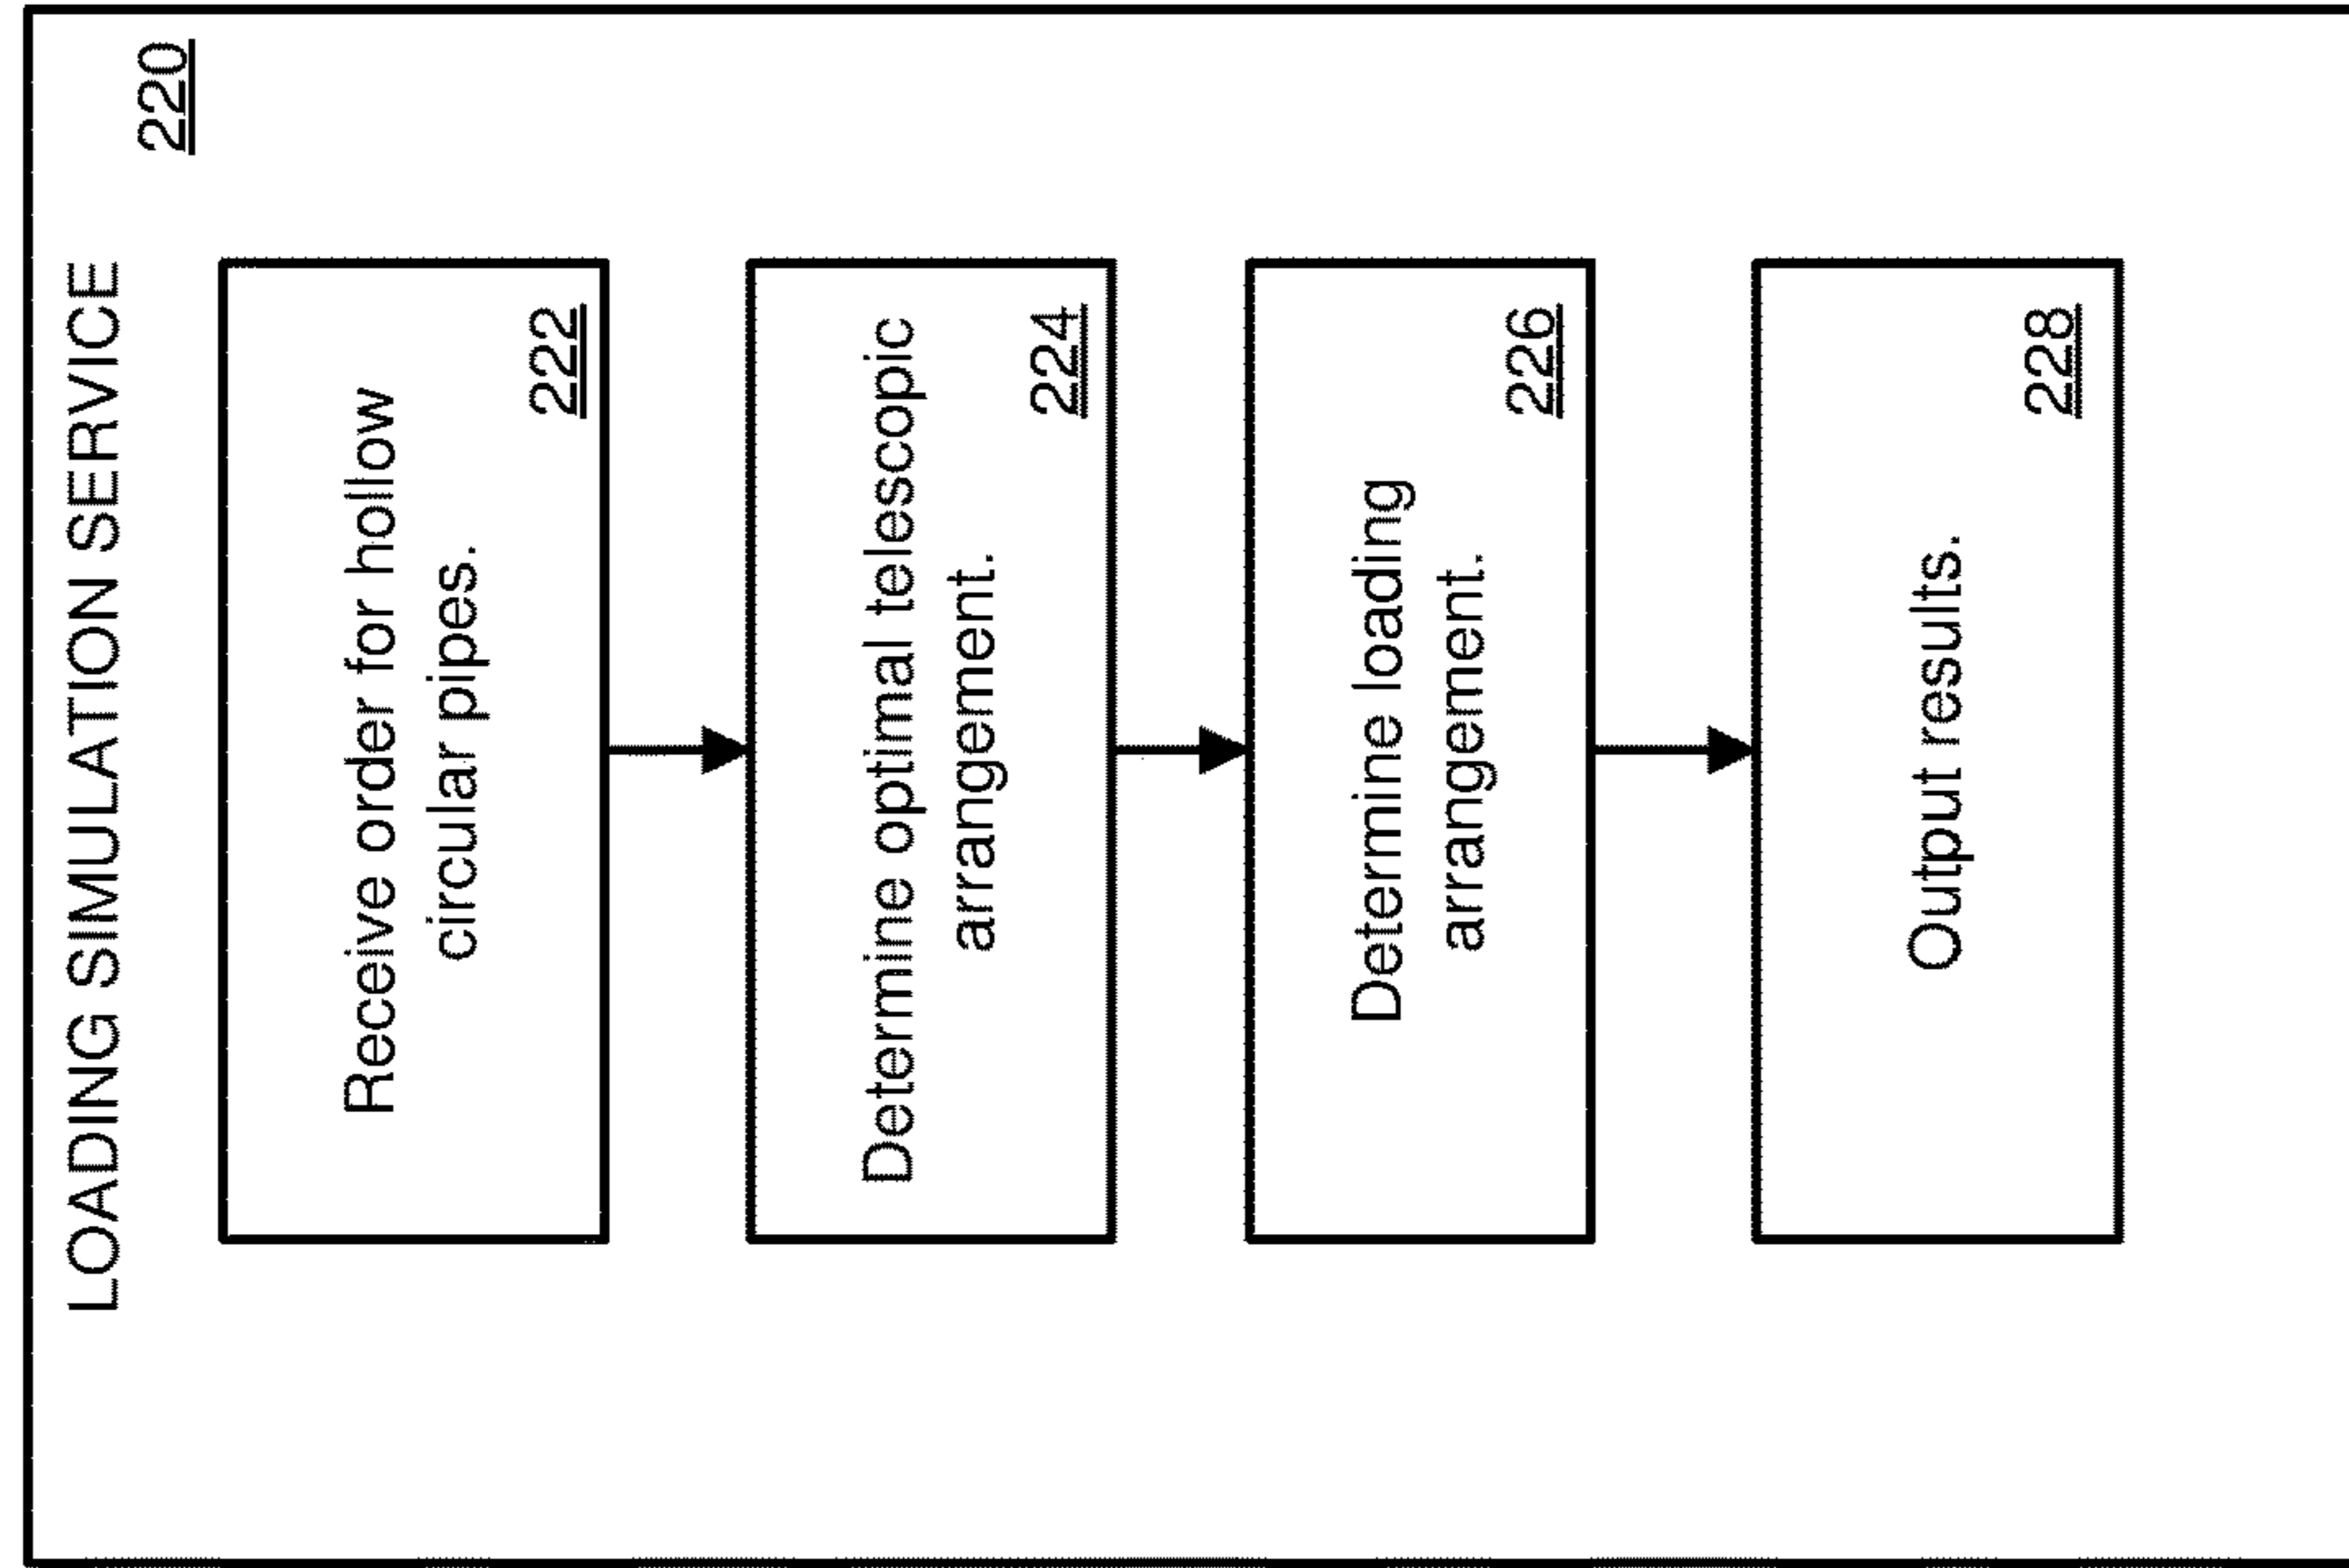 LOADING SIMULATION SERVICE
220
Receive order for hollow
circular pipes.
222
Determine optimal telescopic
arrangement.
224
Determine loading
arrangement.
226
Output results.
228